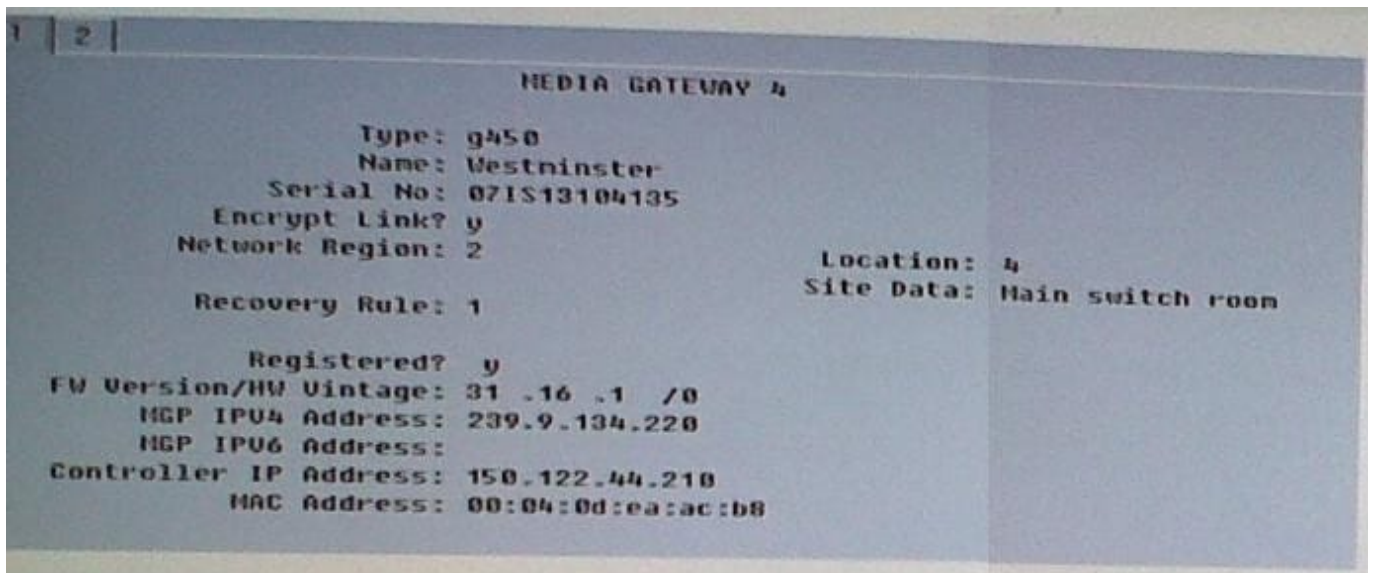 1 | 2 |
MEDIA GATEWAY 4
Type: g450
Name: Westminster
Serial No: 07IS13104135
Encrypt Link? y
Network Region: 2 Location: 4
Site Data: Main switch room
Recovery Rule: 1
Registered? y
FW Version/HW Vintage: 31 .16 .1 /0
MGP IPV4 Address: 239.9.134.220
MGP IPV6 Address:
Controller IP Address: 150.122.44.210
MAC Address: 00:04:0d:ea:ac:b8